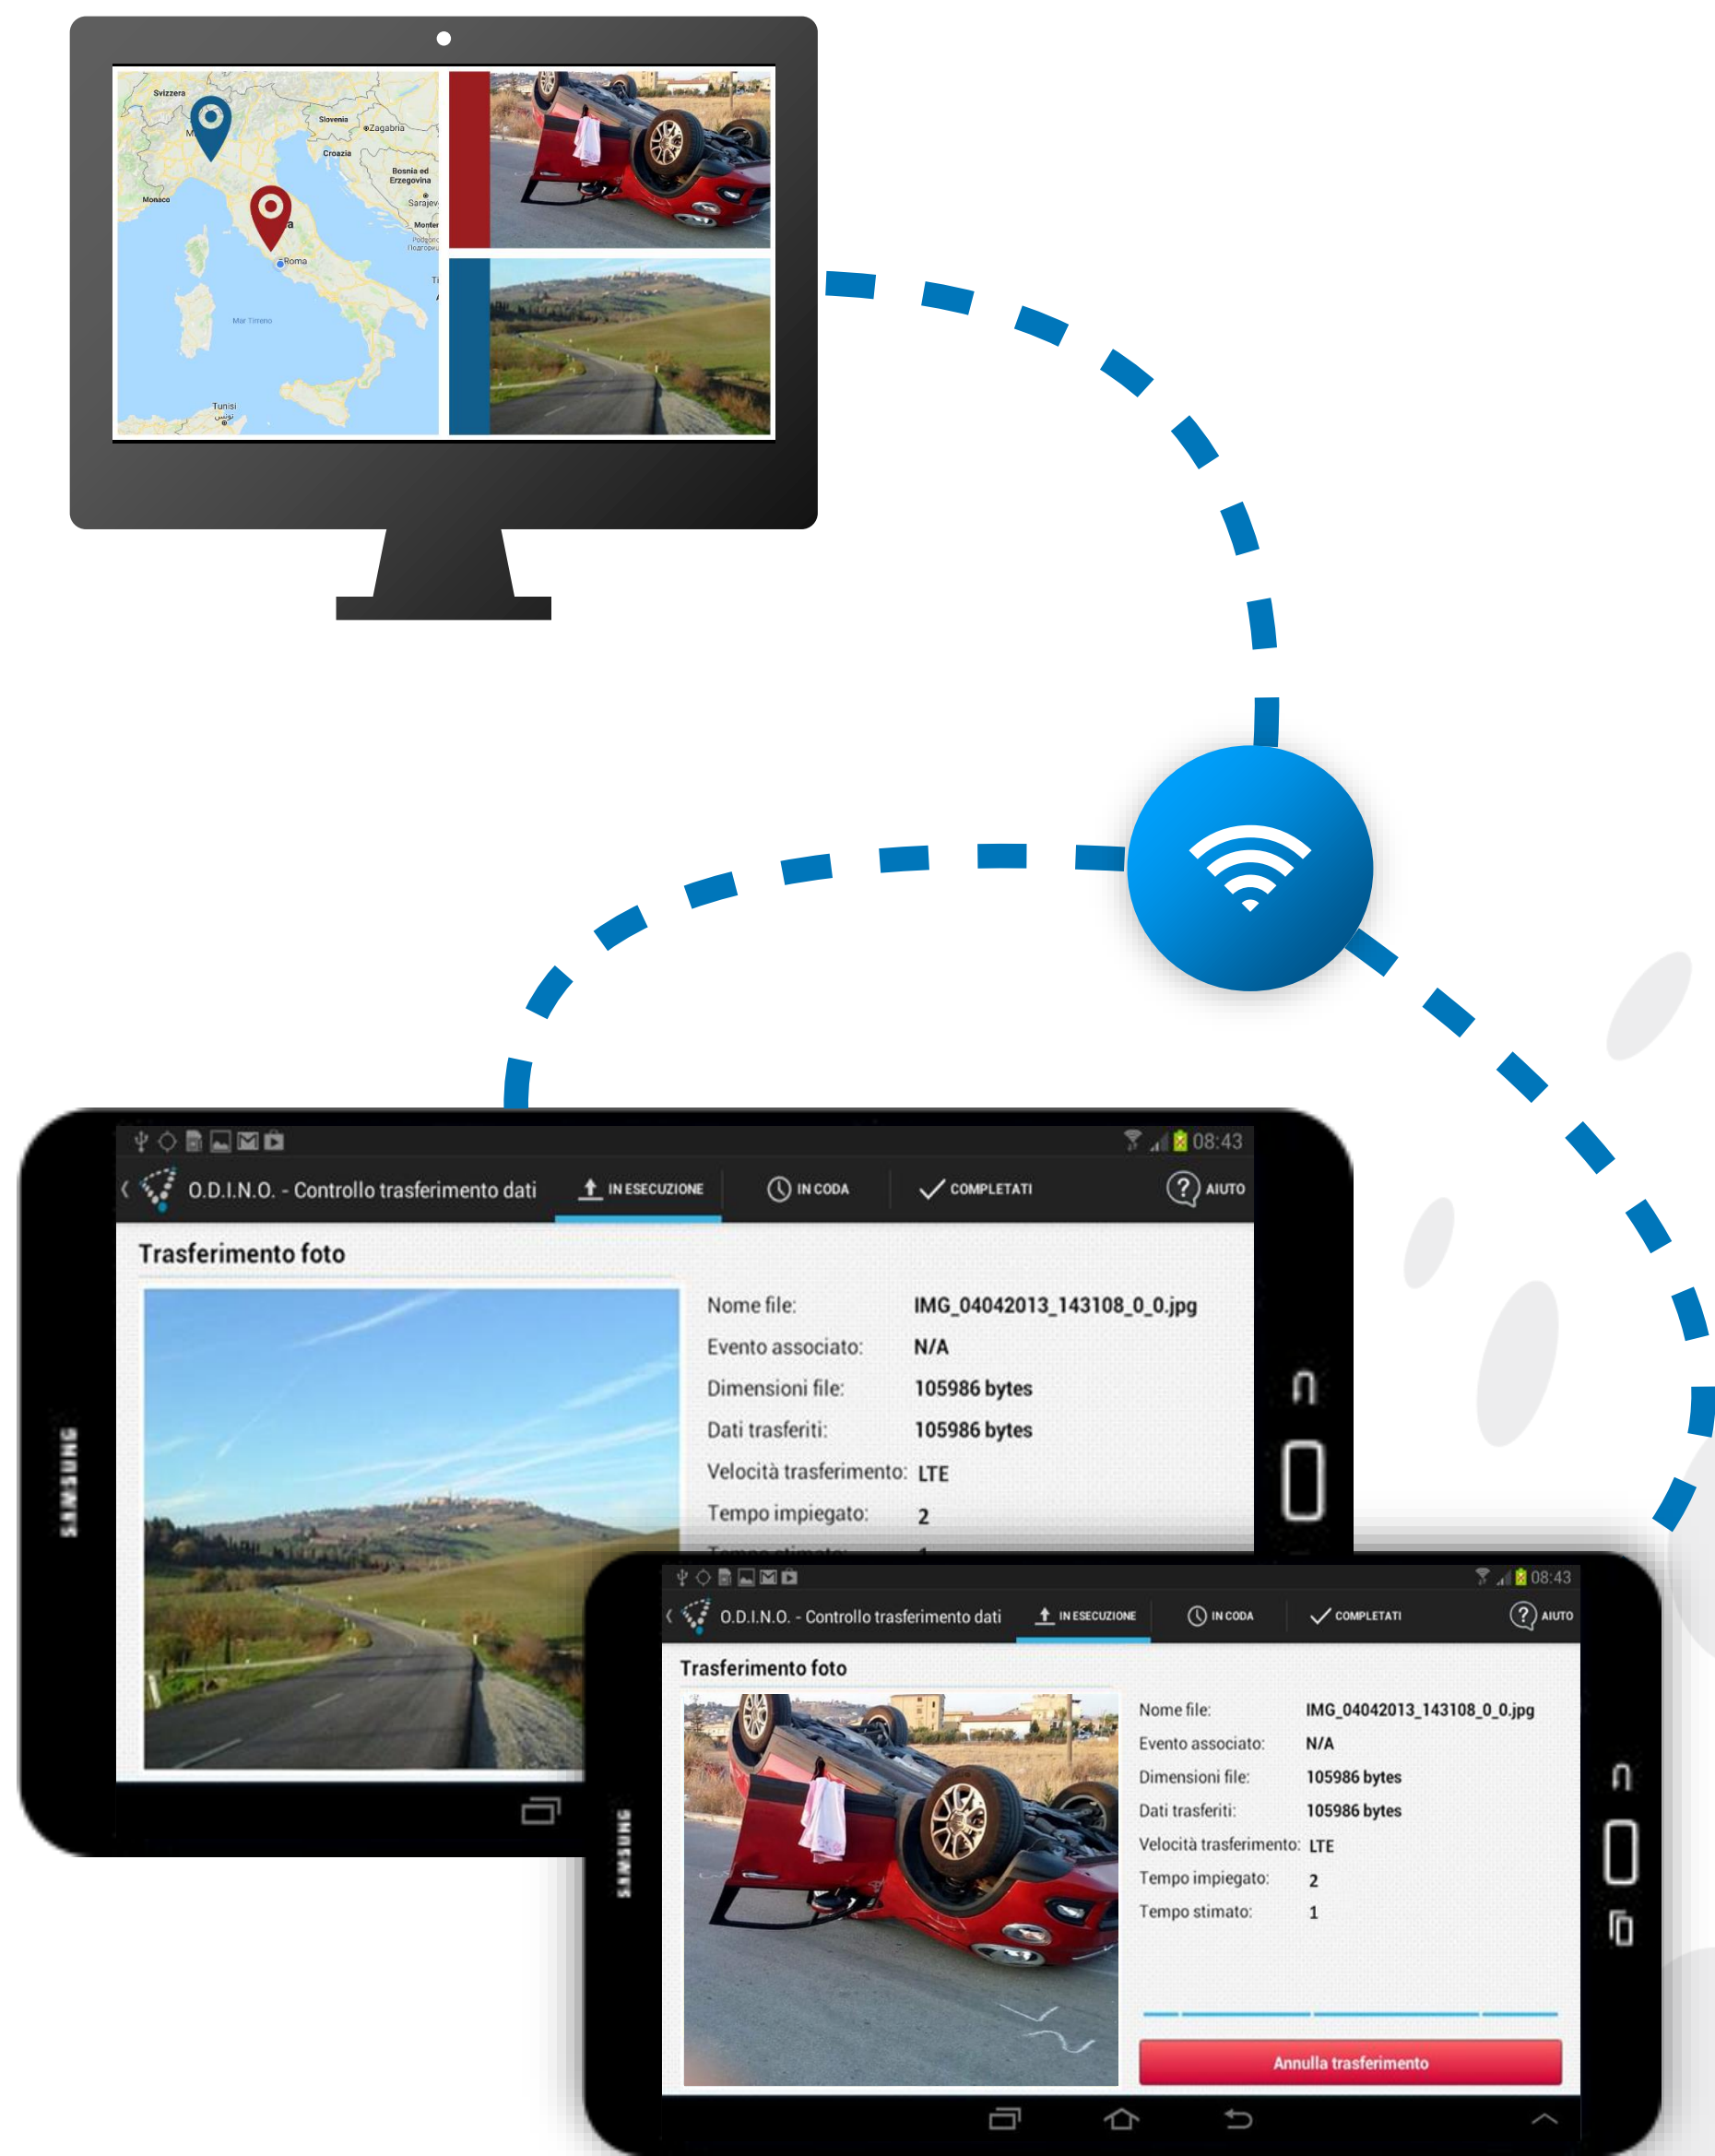 Svizzera
Slovenia
Zagabria
Croazia
Bosnia ed
Erzegovina
Monaco
Roma
Mar Tirreno
Tunisi
تونس
08:43
O.D.I.N.O. - Controllo trasferimento dati
IN ESECUZIONE
IN CODA
COMPLETATI
AIUTO
Trasferimento foto
Nome file: IMG_04042013_143108_0_0.jpg
Evento associato: N/A
Dimensioni file: 105986 bytes
Dati trasferiti: 105986 bytes
Velocità trasferimento: LTE
Tempo impiegato: 2
SAMSUNG
08:43
O.D.I.N.O. - Controllo trasferimento dati
IN ESECUZIONE
IN CODA
COMPLETATI
AIUTO
Trasferimento foto
Nome file: IMG_04042013_143108_0_0.jpg
Evento associato: N/A
Dimensioni file: 105986 bytes
Dati trasferiti: 105986 bytes
Velocità trasferimento: LTE
Tempo impiegato: 2
Tempo stimato: 1
Annulla trasferimento
SAMSUNG